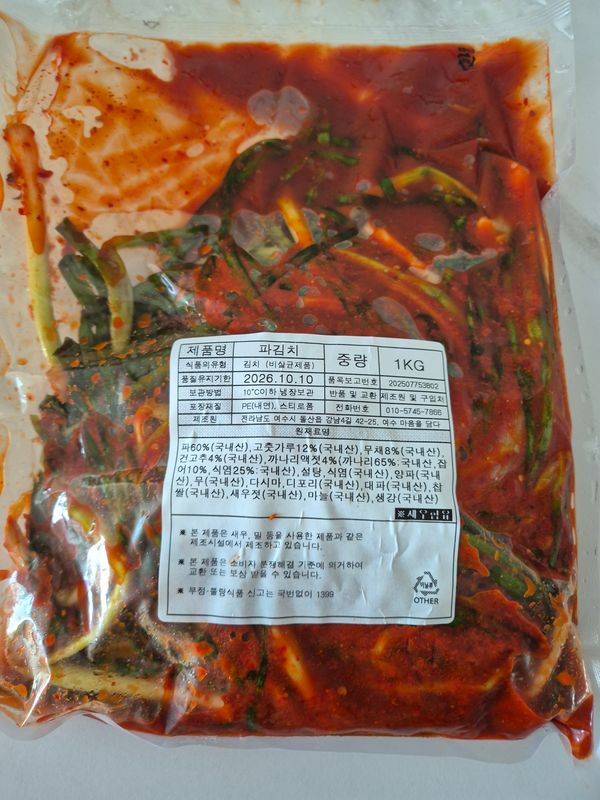 제품명 파김치 중량 1KG
식품의유형 김치 (비살균제품)
품질유지기한 2026.10.10 품목보고번호 202507753802
보관방법 10℃이하 냉장보관 반품 및 교환 제조원 및 구입처
포장재질 PE(내면), 스티로폼 전화번호 010-5745-7866
제조원 전라남도 여수시 돌산읍 강남4길 42-25, 여수 마음을 담다
원재료명
파60%(국내산),고춧가루12%(국내산),무채8%(국내산),
건고추4%(국내산),까나리액젓4%(까나리65%:국내산,잡
어10%,식염25%:국내산,설탕,식염(국내산),양파(국내
산),무(국내산),다시마,디포리(국내산),대파(국내산),찹
쌀(국내산),새우젓(국내산),마늘(국내산),생강(국내산)
※새우함유
※ 본 제품은 새우, 밀 등을 사용한 제품과 같은
제조시설에서 제조하고 있습니다.
※ 본 제품은 소비자 분쟁해결 기준에 의거하여
교환 또는 보상 받을 수 있습니다.
※ 부정·불량식품 신고는 국번없이 1399
비닐류
OTHER